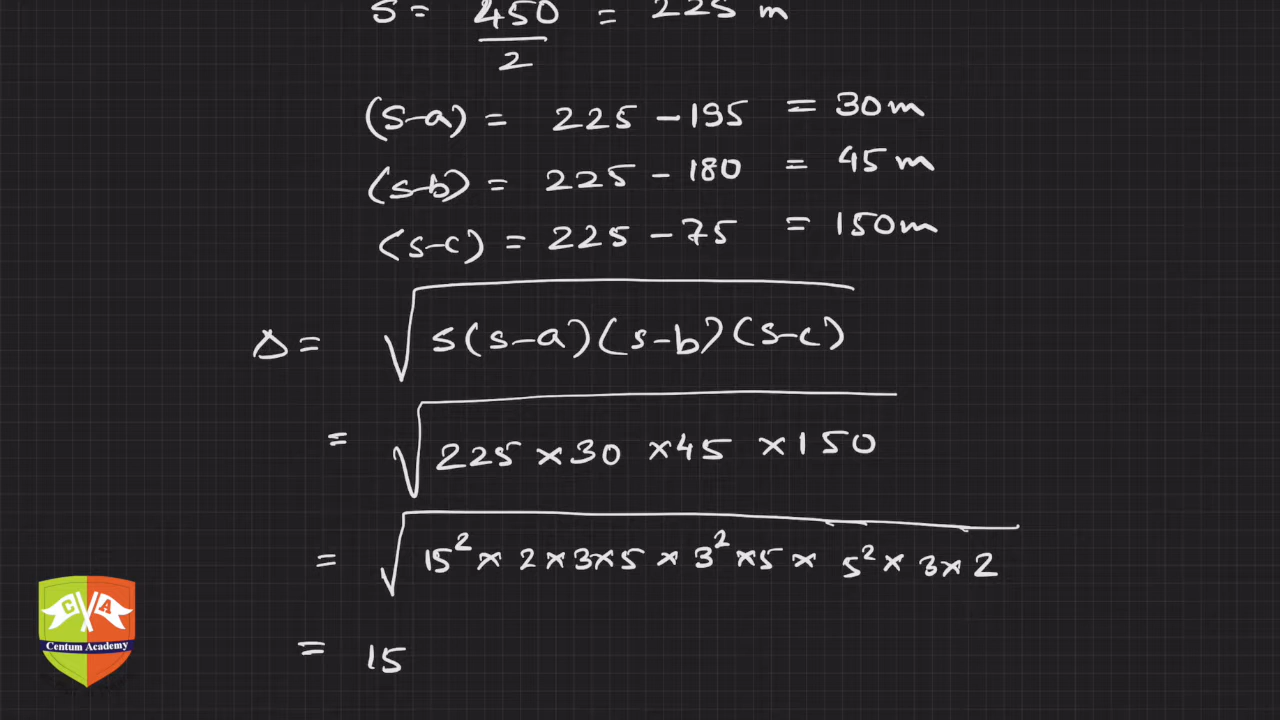 S = 450/2 = 225 m
(S-a) = 225 - 195 = 30m
(s-b) = 225 - 180 = 45 m
(s-c) = 225 - 75 = 150m
Δ = √s(s-a)(s-b)(s-c)
= √225 × 30 × 45 × 150
= √15² × 2 × 3 × 5 × 3² × 5 × 5² × 3 × 2
= 15
C A
Centum Academy